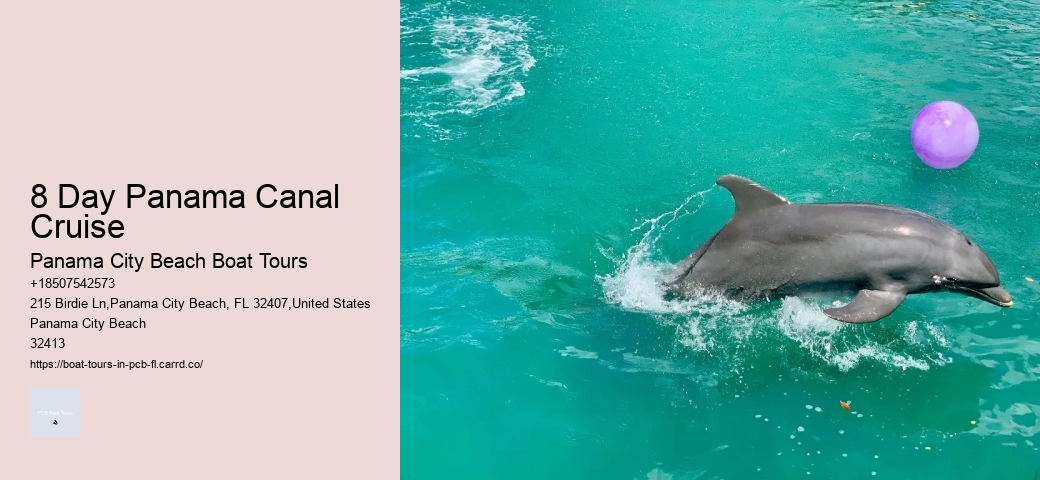 8 Day Panama Canal
Cruise
Panama City Beach Boat Tours
+18507542573
215 Birdie Ln,Panama City Beach, FL 32407,United States
Panama City Beach
32413
https://boat-tours-in-pcb-fl.carrd.co/